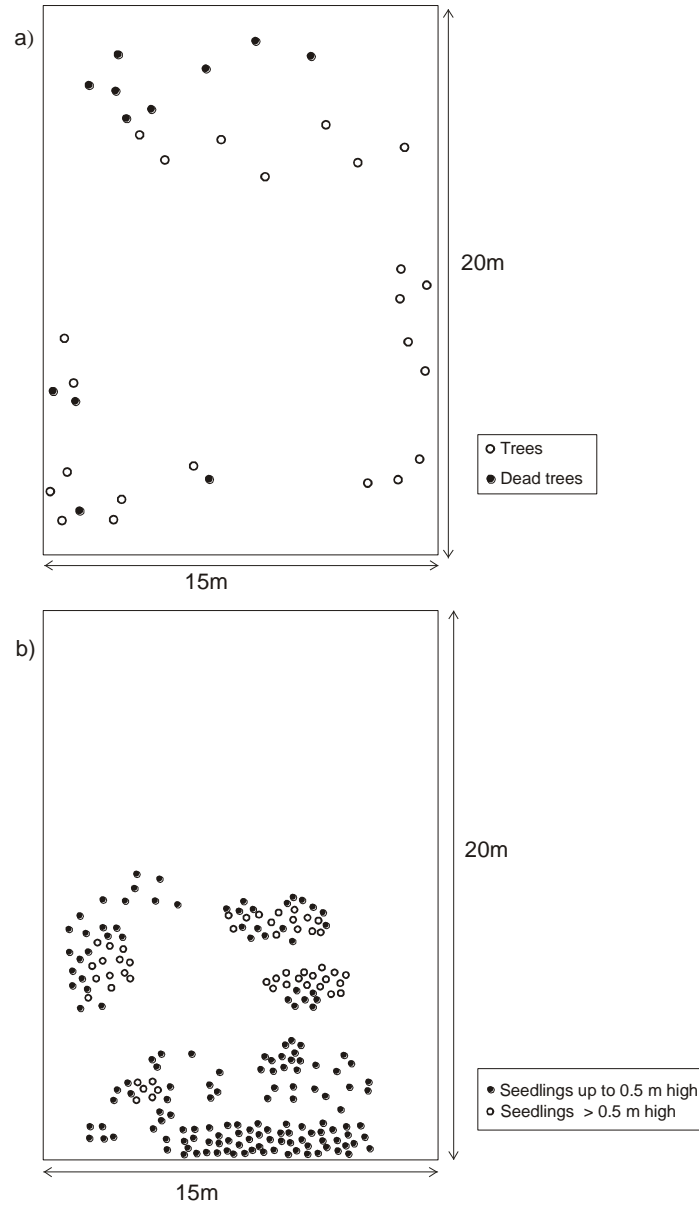 a)
20m
Trees
Dead trees
15m
b)
20m
Seedlings up to 0.5 m high
Seedlings > 0.5 m high
15m